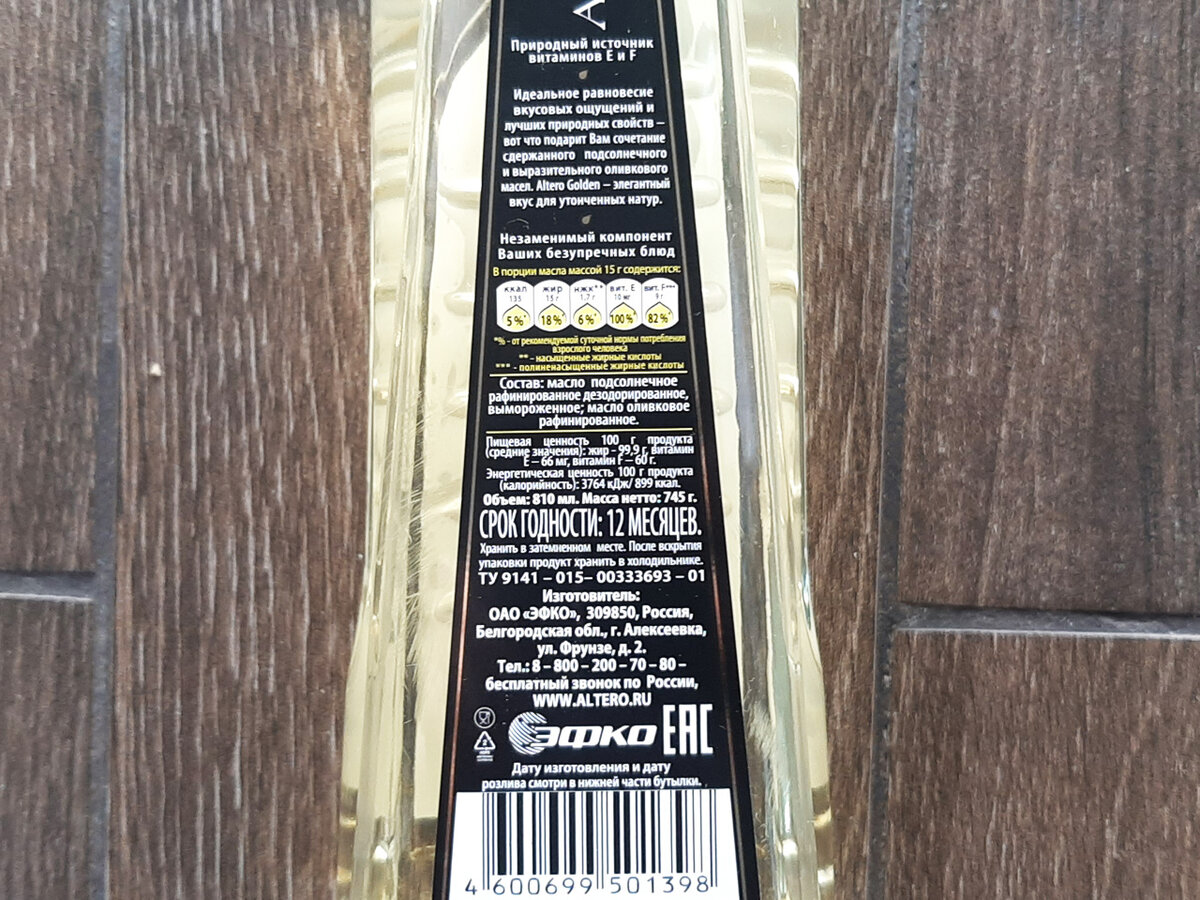 A
Природный источник
витаминов Е и F
Идеальное равновесие
вкусовых ощущений и
лучших природных свойств –
вот что подарит Вам сочетание
сдержанного подсолнечного
и выразительного оливкового
масел. Altero Golden – элегантный
вкус для утонченных натур.
Незаменимый компонент
Ваших безупречных блюд
В порции масла массой 15 г содержится:
ккал жир нжк** вит. Е вит. F***
135 15 г 1,7 г 10 мг 9 г
5%* 18%* 6%* 100%* 82%*
*% - от рекомендуемой суточной нормы потребления
взрослого человека
** - насыщенные жирные кислоты
*** - полиненасыщенные жирные кислоты
Состав: масло подсолнечное
рафинированное дезодорированное,
вымороженное; масло оливковое
рафинированное.
Пищевая ценность 100 г продукта
(средние значения): жир - 99,9 г, витамин
Е – 66 мг, витамин F – 60 г.
Энергетическая ценность 100 г продукта
(калорийность): 3764 кДж/ 899 ккал.
Объем: 810 мл. Масса нетто: 745 г.
СРОК ГОДНОСТИ: 12 МЕСЯЦЕВ.
Хранить в затемненном месте. После вскрытия
упаковки продукт хранить в холодильнике.
ТУ 9141 – 015– 00333693 – 01
Изготовитель:
ОАО «ЭФКО», 309850, Россия,
Белгородская обл., г. Алексеевка,
ул. Фрунзе, д. 2.
Тел.: 8 – 800 – 200 – 70 – 80 –
бесплатный звонок по России,
WWW.ALTERO.RU
эфко EAC
Дату изготовления и дату
розлива смотри в нижней части бутылки.
4 600699 501398